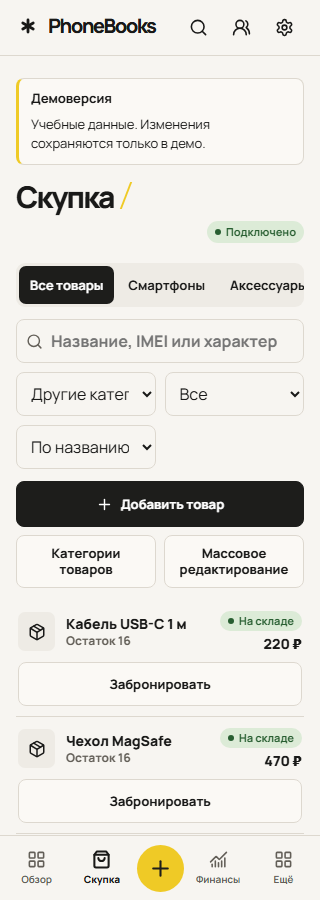 PhoneBooks
Демоверсия
Учебные данные. Изменения
сохраняются только в демо.
Скупка /
Подключено
Все товары Смартфоны Аксессуары
Название, IMEI или характер
Другие катег Все
По названию
+ Добавить товар
Категории товаров
Массовое редактирование
Кабель USB-C 1 м На складе
Остаток 16 220 ₽
Забронировать
Чехол MagSafe На складе
Остаток 16 470 ₽
Забронировать
Обзор Скупка Финансы Ещё